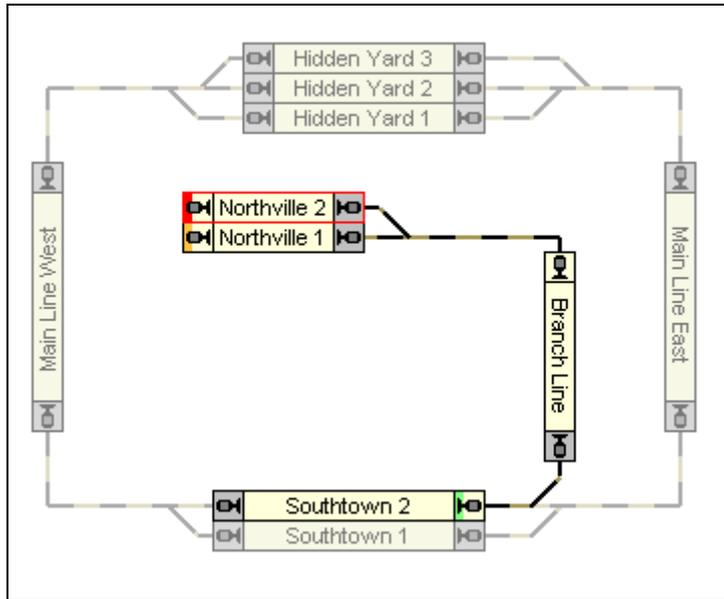 Hidden Yard 3
Hidden Yard 2
Hidden Yard 1
Main Line West
Northville 2
Northville 1
Branch Line
Main Line East
Southtown 2
Southtown 1